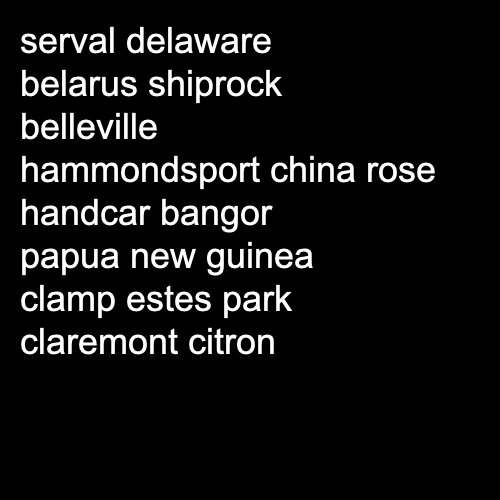 serval delaware
belarus shiprock
belleville
hammondsport china rose
handcar bangor
papua new guinea
clamp estes park
claremont citron